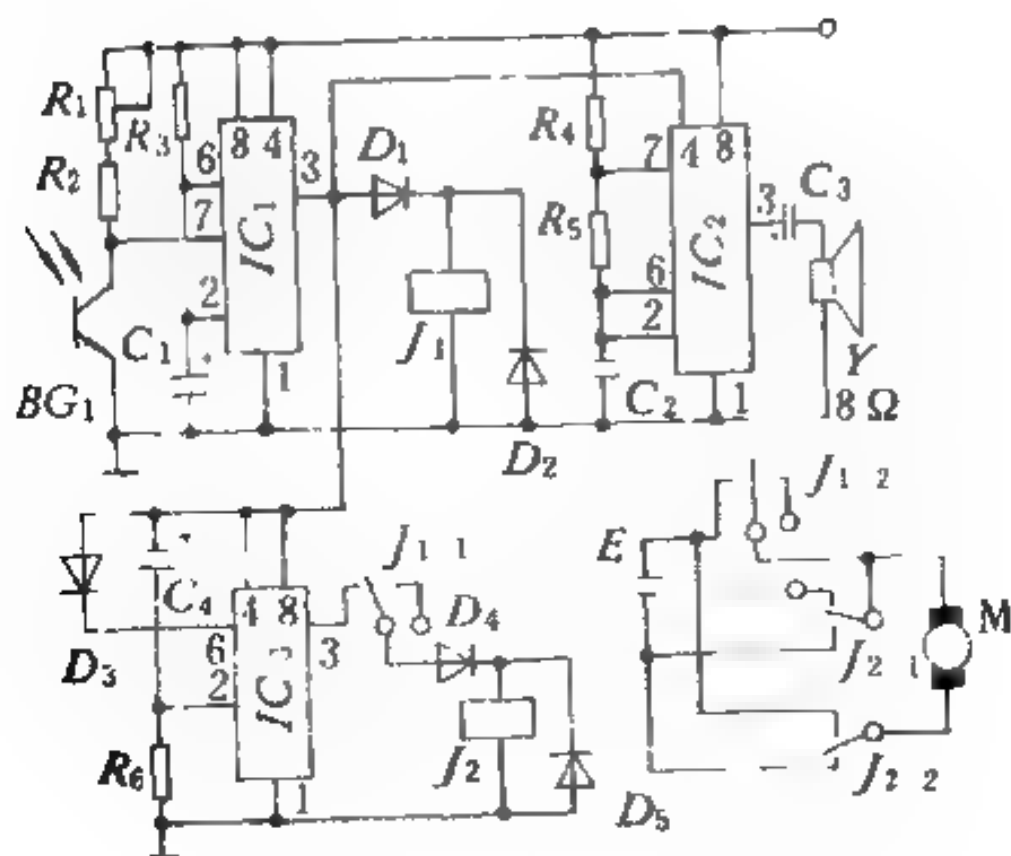 R₁
R₃
R₂
6 8 4 3
7
2
1
IC₁
D₁
J₁
C₁
BG₁
D₂
R₄
R₅
7 4 8
3
6
2
1
IC₂
C₃
C₂
Y
8 Ω
D₃
C₄
4 8
6
3
2
1
IC₃
R₆
J₁ ₁
D₄
J₂
D₅
E
J₁ ₂
J₂ ₁
M
J₂ ₂